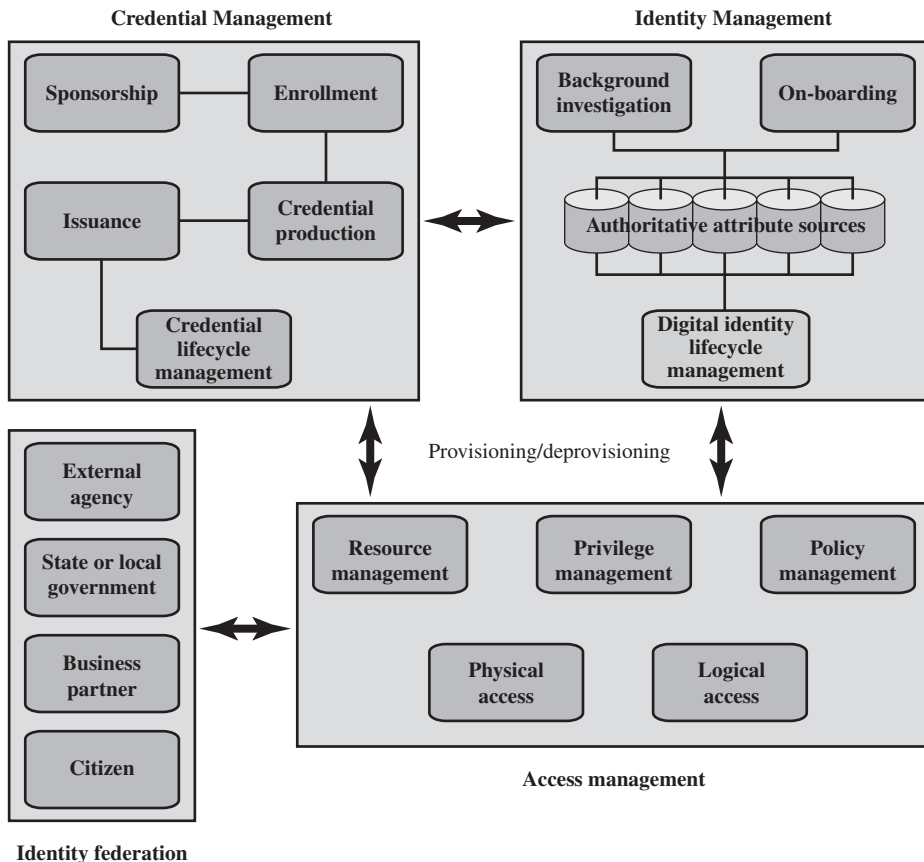 Credential Management
Sponsorship
Enrollment
Issuance
Credential
production
Credential
lifecycle
management
Identity Management
Background
investigation
On-boarding
Authoritative attribute sources
Digital identity
lifecycle
management
Provisioning/deprovisioning
External
agency
State or local
government
Business
partner
Citizen
Identity federation
Resource
management
Privilege
management
Policy
management
Physical
access
Logical
access
Access management